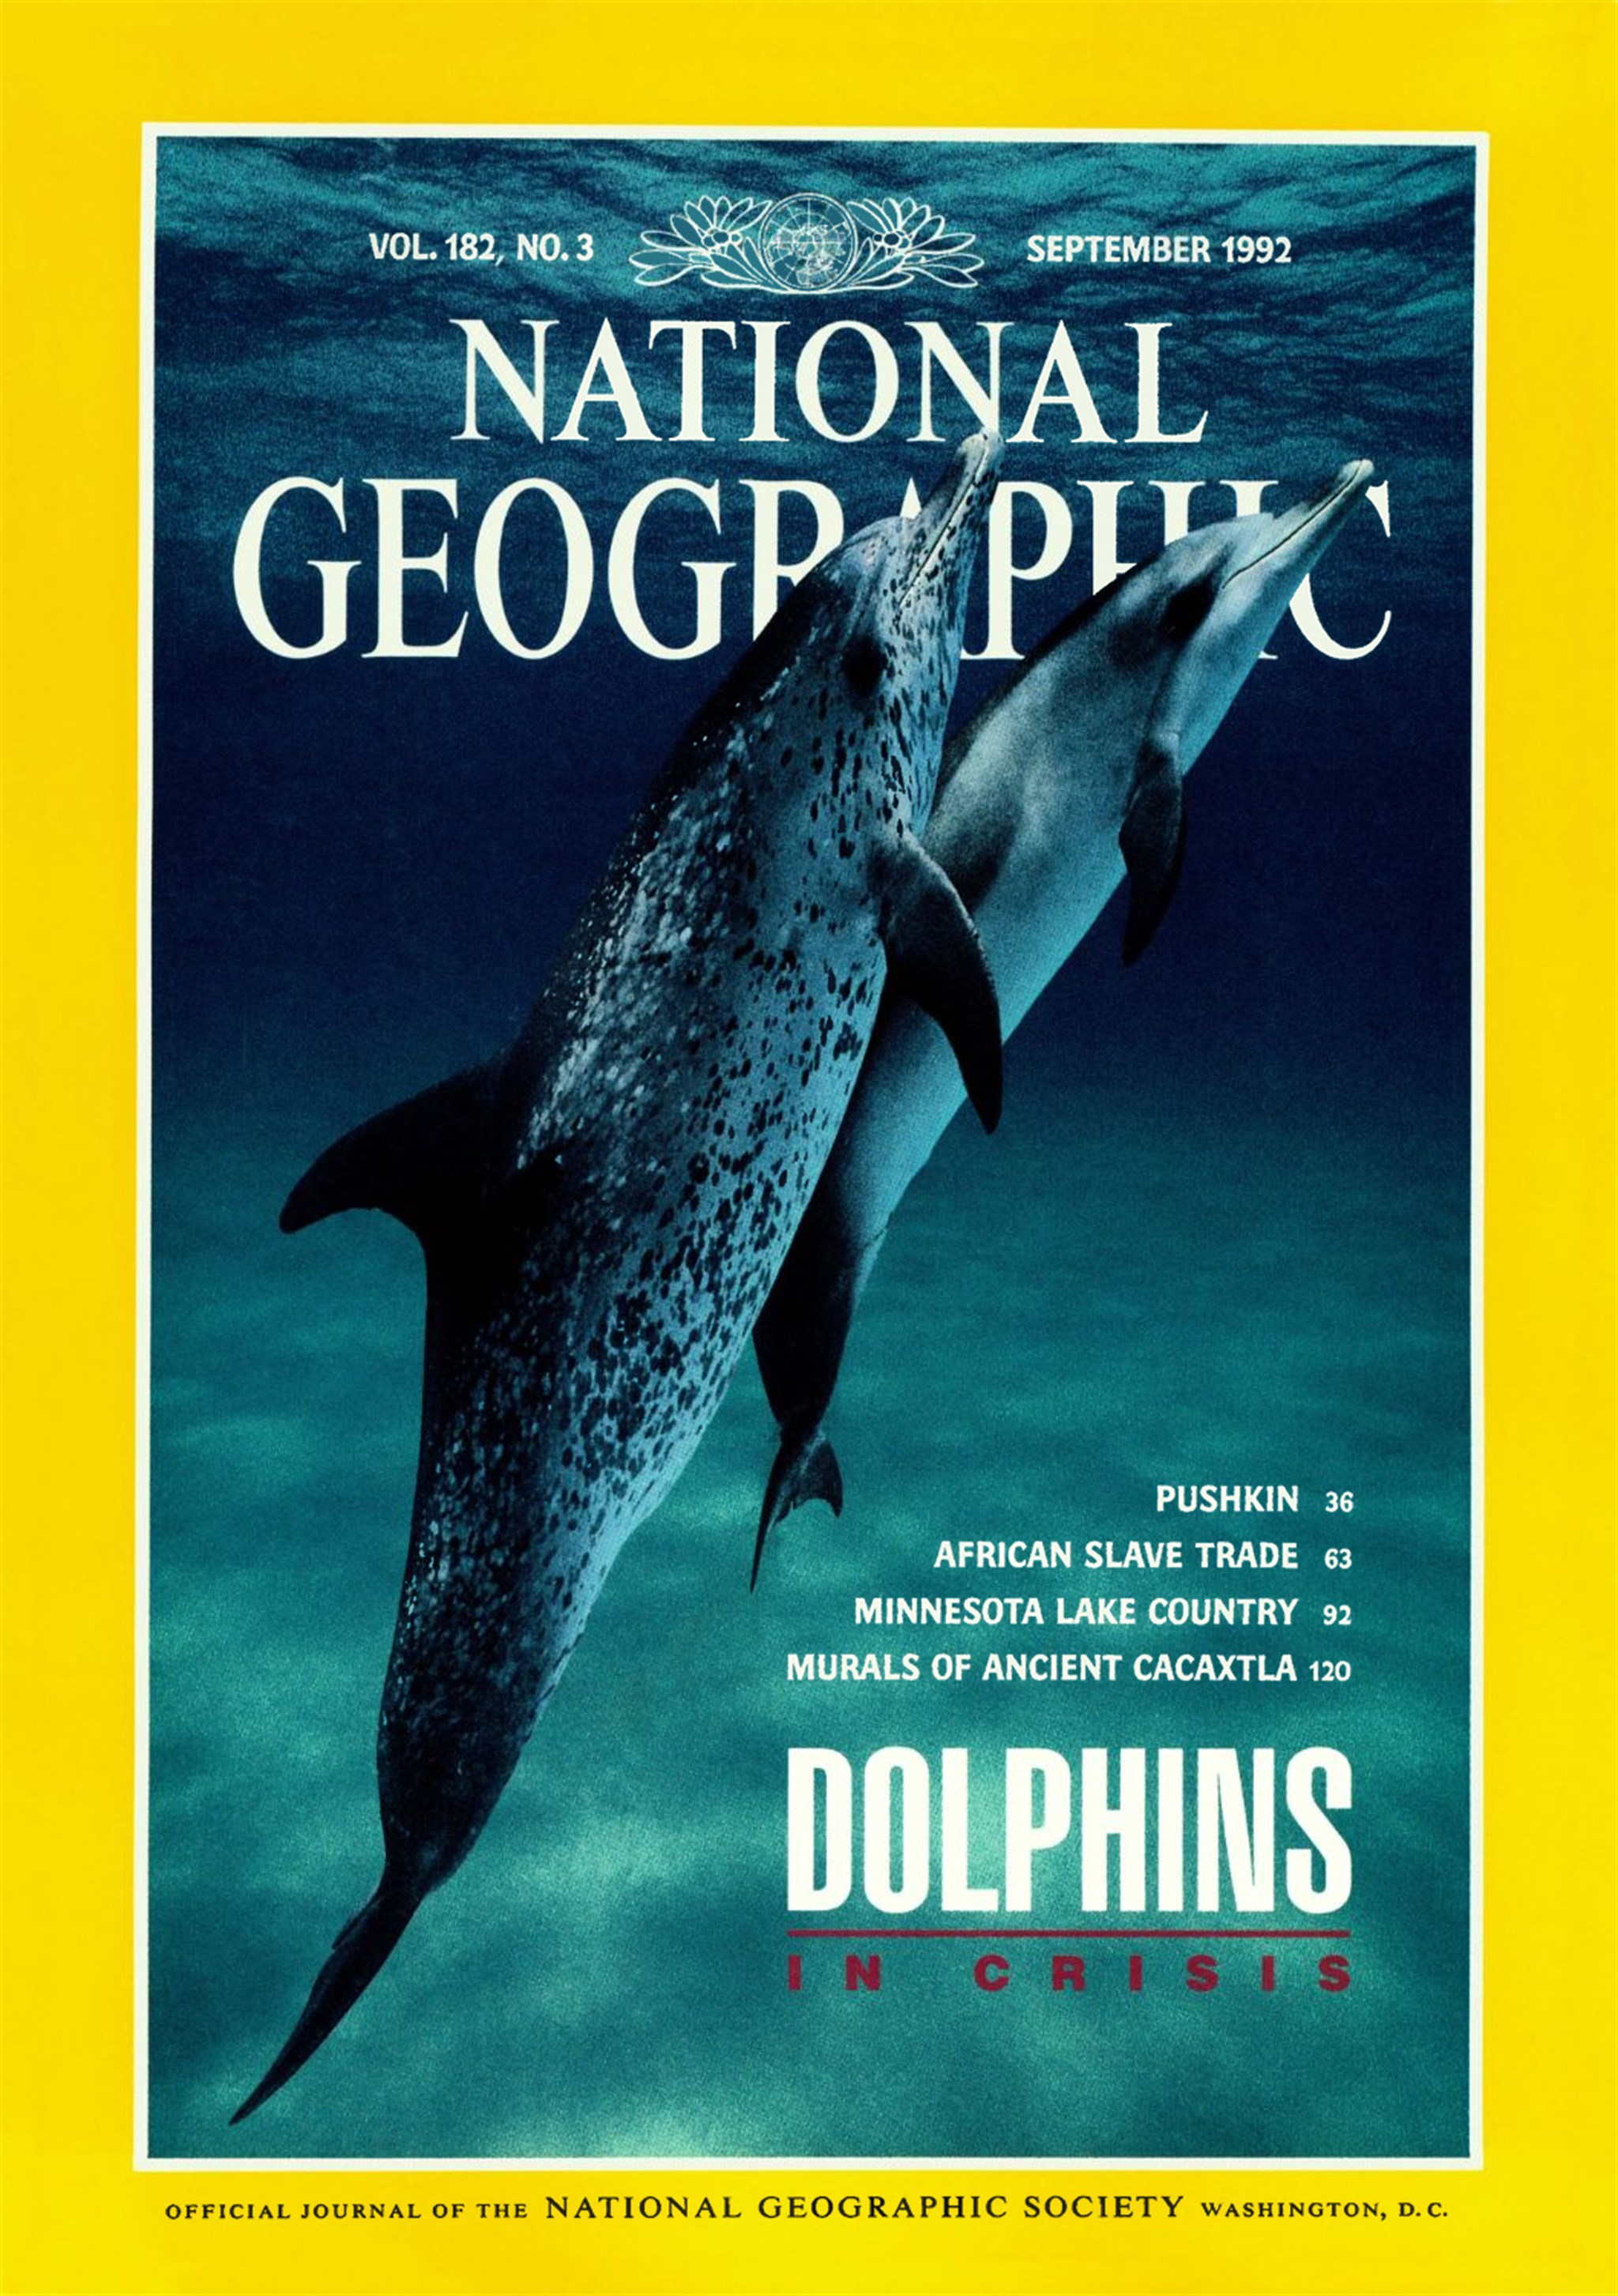 VOL. 182, NO. 3 SEPTEMBER 1992
NATIONAL
GEOGRAPHIC
PUSHKIN 36
AFRICAN SLAVE TRADE 63
MINNESOTA LAKE COUNTRY 92
MURALS OF ANCIENT CACAXTLA 120
DOLPHINS
IN CRISIS
OFFICIAL JOURNAL OF THE NATIONAL GEOGRAPHIC SOCIETY WASHINGTON, D.C.